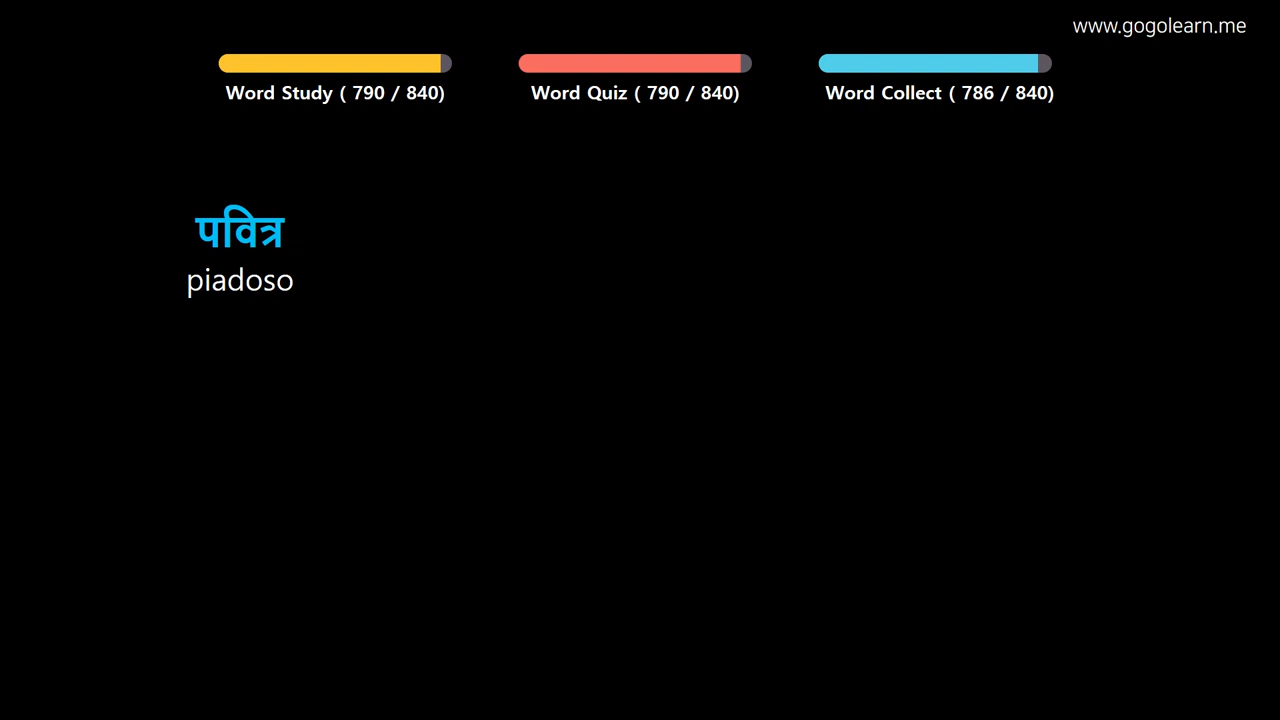 www.gogolearn.me
Word Study ( 790 / 840)
Word Quiz ( 790 / 840)
Word Collect ( 786 / 840)
पवित्र
piadoso